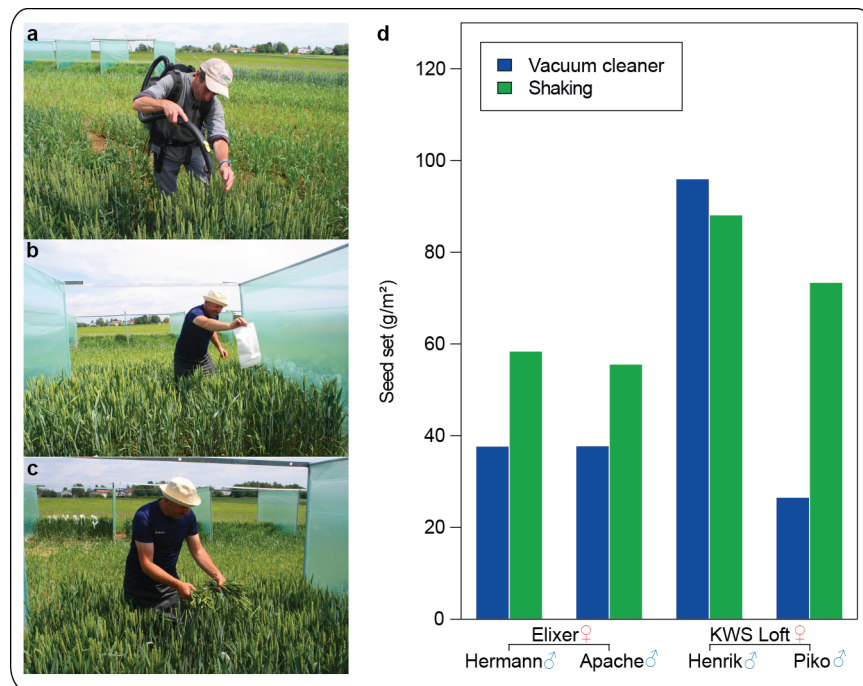 a
b
c
d
Vacuum cleaner
Shaking
Seed set (g/m²)
120
100
80
60
40
20
0
Elixer♀ KWS Loft♀
Hermann♂ Apache♂ Henrik♂ Piko♂